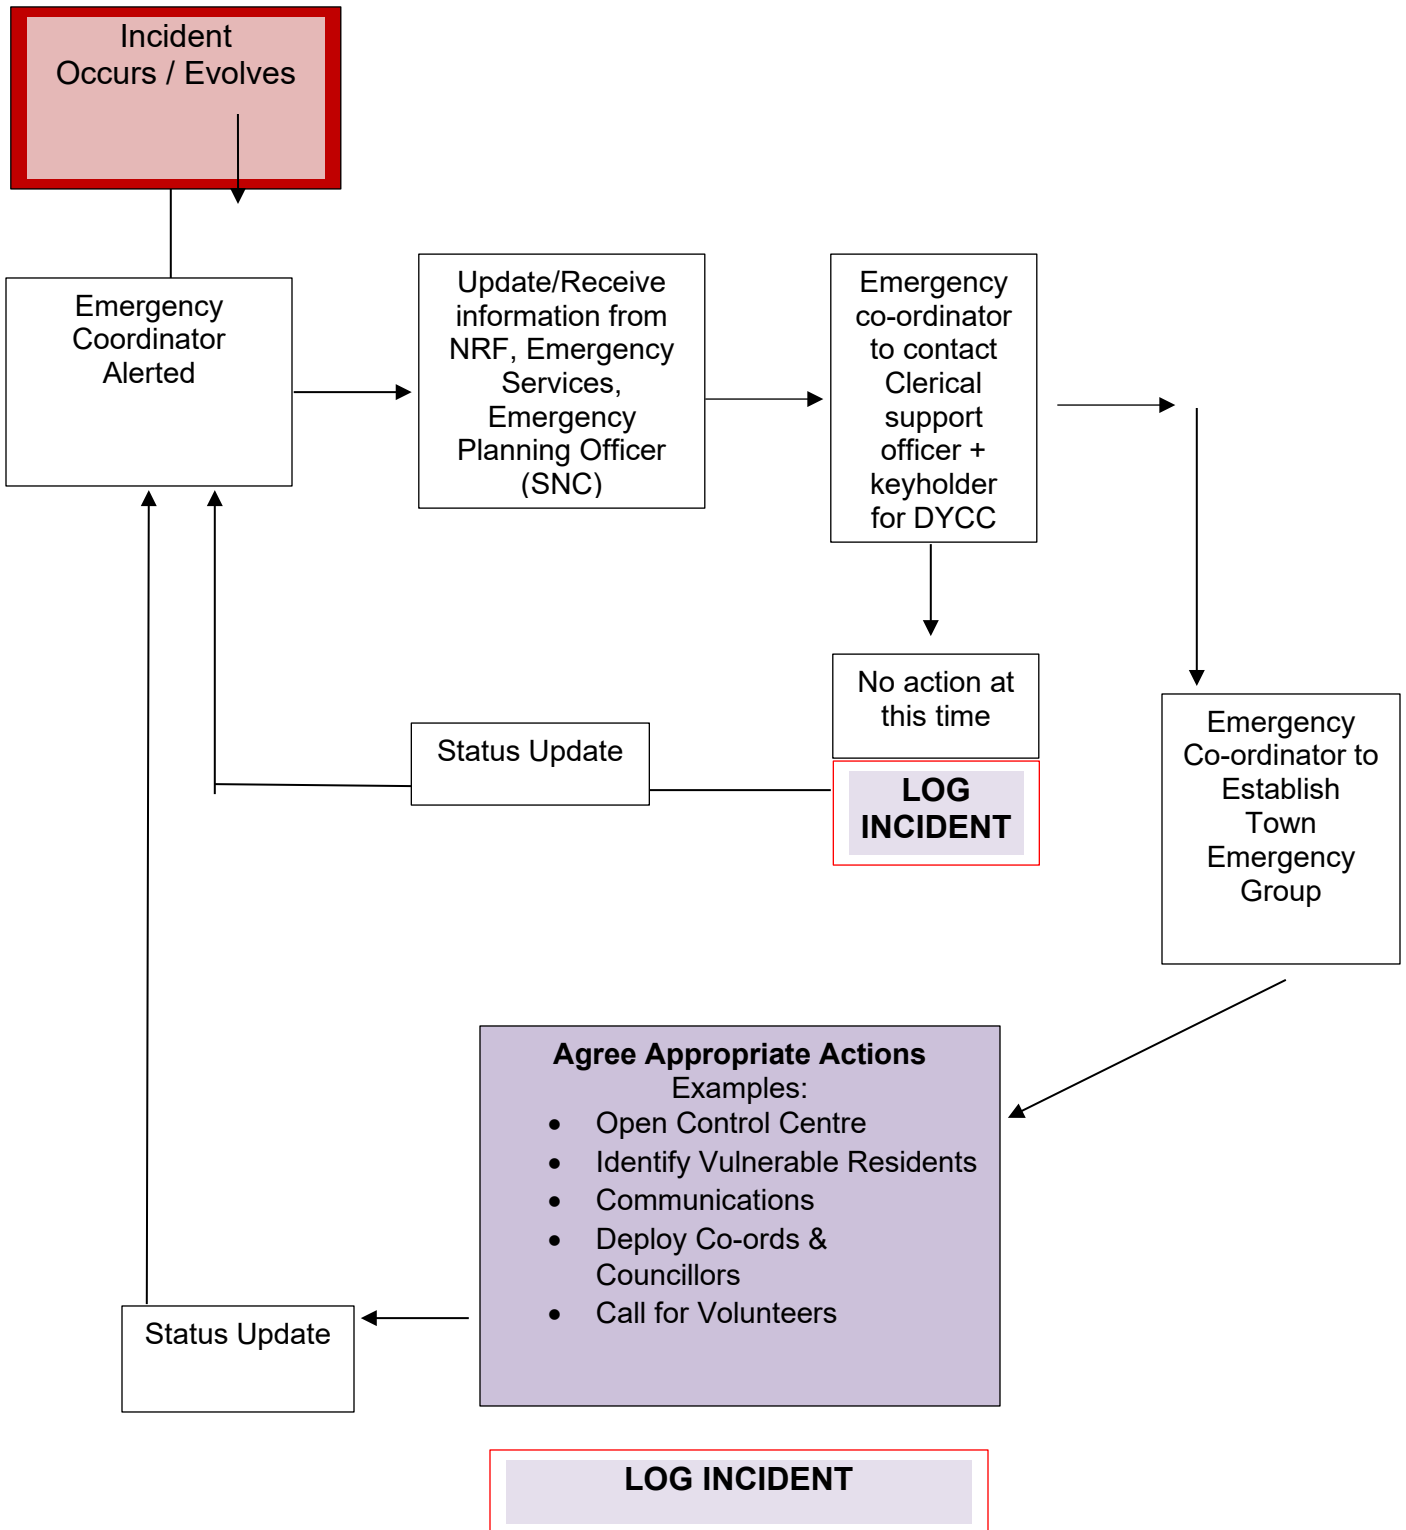 Incident
Occurs / Evolves
Emergency
Coordinator
Alerted
Update/Receive
information from
NRF, Emergency
Services,
Emergency
Planning Officer
(SNC)
Emergency
co-ordinator
to contact
Clerical
support
officer +
keyholder
for DYCC
No action at
this time
LOG
INCIDENT
Status Update
Emergency
Co-ordinator to
Establish
Town
Emergency
Group
Agree Appropriate Actions
Examples:
• Open Control Centre
• Identify Vulnerable Residents
• Communications
• Deploy Co-ords &
Councillors
• Call for Volunteers
Status Update
LOG INCIDENT